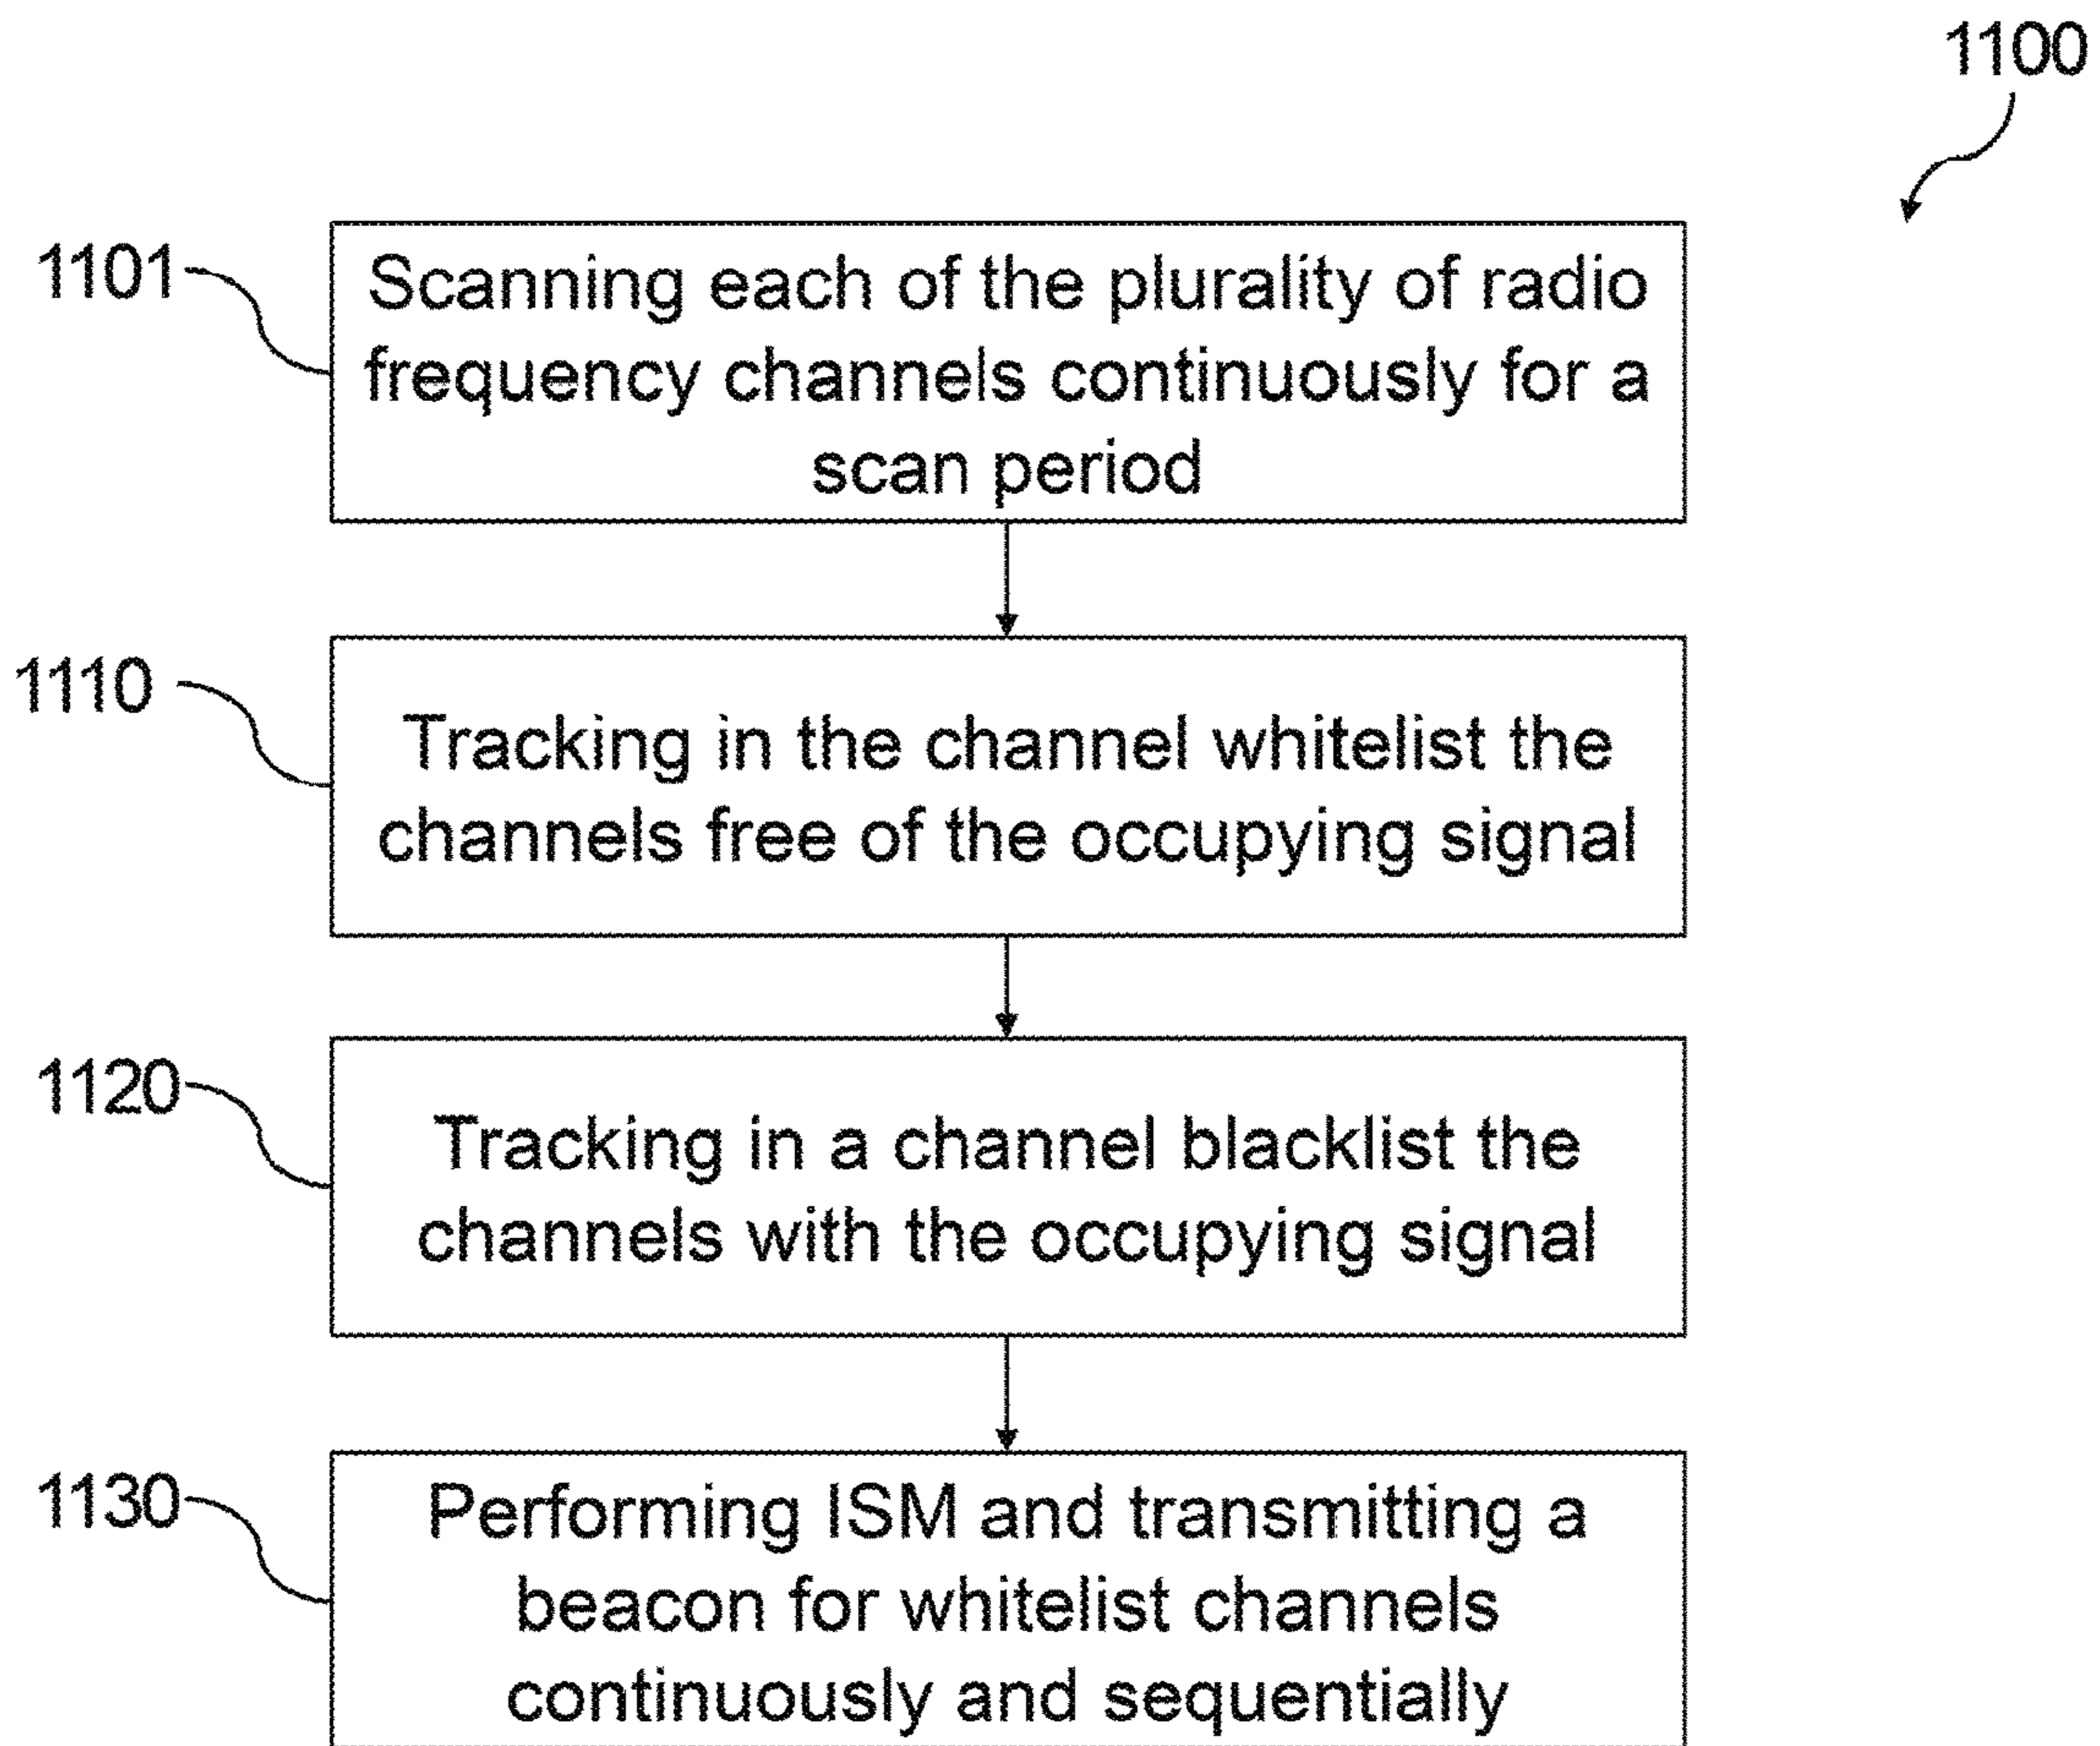 1100
1101
Scanning each of the plurality of radio
frequency channels continuously for a
scan period
1110
Tracking in the channel whitelist the
channels free of the occupying signal
1120
Tracking in a channel blacklist the
channels with the occupying signal
1130
Performing ISM and transmitting a
beacon for whitelist channels
continuously and sequentially